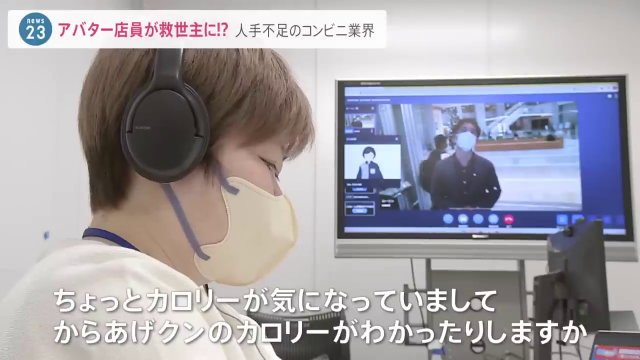 news
23
アバター店員が救世主に!? 人手不足のコンビニ業界
ちょっとカロリーが気になっていまして
からあげクンのカロリーがわかったりしますか